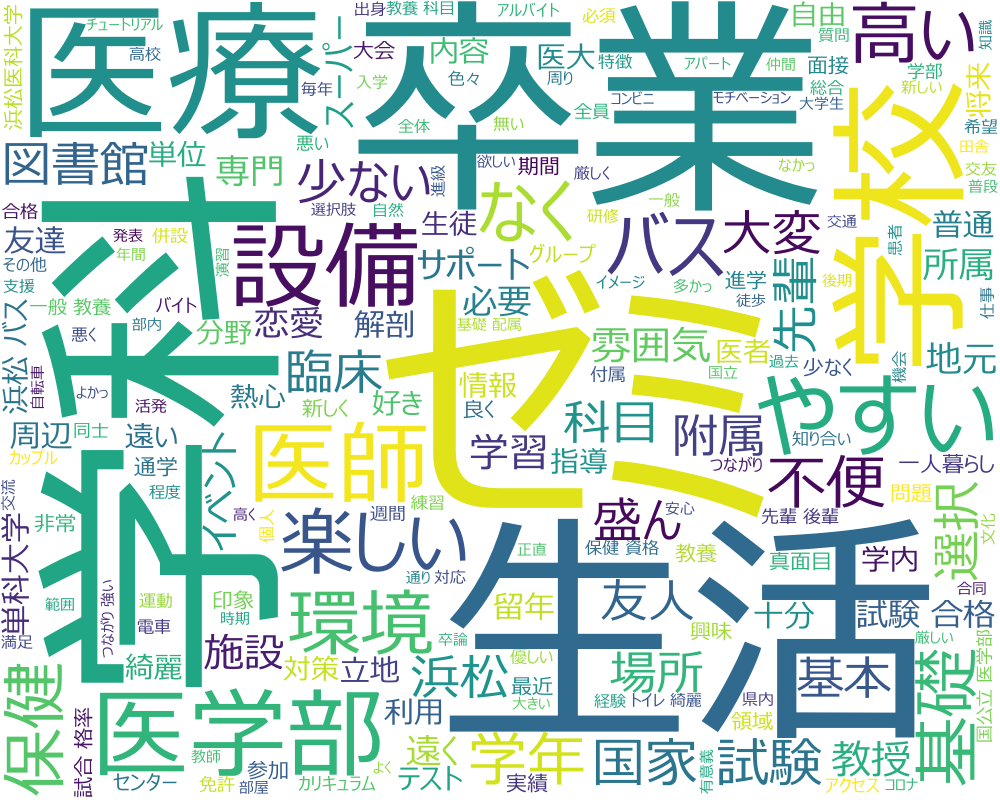 浜松医科大学
チュートリアル
高校
医療
出身
教養 科目
アルバイト
大会
毎年
スーパー
内容
色々
入学
全体
悪い
卒業
医大
周り
特徴
コンビニ
全員
無い
必須
アパート
仲間
モチベーション
自由
質問
面接
総合
大学生
高い
学部
新しい
知識
将来
希望
田舎
図書館
単位
専門
少ない
選択肢
自然
進級
欲しい
期間
厳しく
なく
一般
研修
なかっ
バス
大変
交通
学校
患者
普通
交友
普段
所属
仕事
合格
友達
その他
支援
発表
年間
併設
演習
設備
生徒
サポート
グループ
必要
イメージ
多かっ
進学
徒歩
先輩
後期
地元
機会
一般 教養
バイト
悪く
部内
分野
恋愛
解剖
基礎 配属
ゼミ
雰囲気
医者
過去
少なく
浜松 バス
自転車
よかっ
活発
学科
熱心
臨床
新しく
好き
情報
良く
付属
国立
やすい
周辺
同士
カップル
遠い
通学
程度
イベント
医師
学習
科目
指導
附属
つながり
不便
知り合い
一人暮らし
交流
単科大学
非常
高く
個人
楽しい
週間
練習
盛ん
安心
先輩 後輩
問題
選択
文化
範囲
つながり 強い
運動
印象
時期
環境
通り
対応
正直
保健 資格
教養
真面目
学内
合同
満足
電車
綺麗
施設
対策
立地
卒論
優しい
留年
生活
友人
興味
十分
試験
合格
厳しい
保健
試合
格率
医学部
浜松
最近
大きい
場所
経験
トイレ 綺麗
県内
領域
基本
基礎
国公立 医学部
センター
教師
免許
部屋
参加
カリキュラム
よく
利用
遠く
テスト
学年
実績
国家 試験
有意義
教授
アクセス
コロナ